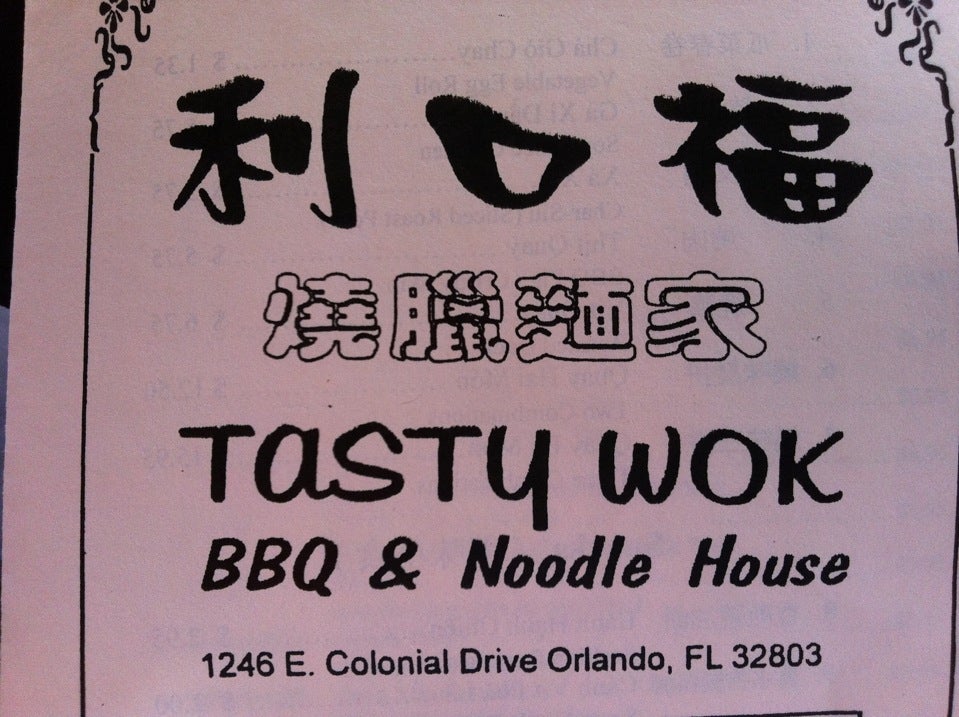 利口福
燒臘麵家
TASTY WOK
BBQ & Noodle House
1246 E. Colonial Drive Orlando, FL 32803